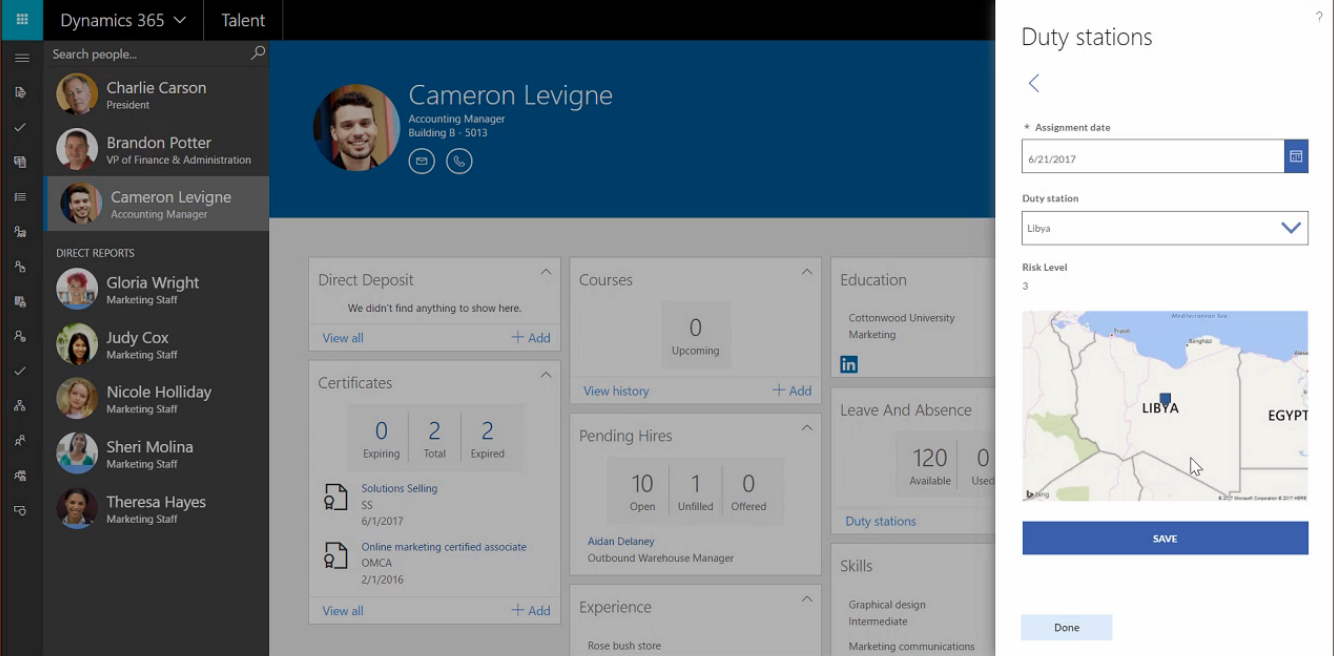 Dynamics 365
Talent
Search people...
Charlie Carson
President
Brandon Potter
VP of Finance & Administration
Cameron Levigne
Accounting Manager
DIRECT REPORTS
Gloria Wright
Marketing Staff
Judy Cox
Marketing Staff
Nicole Holliday
Marketing Staff
Sheri Molina
Marketing Staff
Theresa Hayes
Marketing Staff
Cameron Levigne
Accounting Manager
Building B - 5013
Direct Deposit
We didn't find anything to show here.
View all
+ Add
Certificates
0
Expiring
2
Total
2
Expired
Solutions Selling
SS
6/1/2017
Online marketing certified associate
OMCA
2/1/2016
View all
+ Add
Courses
0
Upcoming
View history
+ Add
Pending Hires
10
Open
1
Unfilled
0
Offered
Aidan Delaney
Outbound Warehouse Manager
Experience
Rose bush store
Education
Cottonwood University
Marketing
in
Leave And Absence
120
Available
0
Used
Duty stations
Skills
Graphical design
Intermediate
Marketing communications
?
Duty stations
* Assignment date
6/21/2017
Duty station
Libya
Risk Level
3
Mediterranean Sea
Tripoli
Banghāzī
LIBYA
EGYPT
bing
© 2017 Microsoft Corporation © 2017 HERE
SAVE
Done